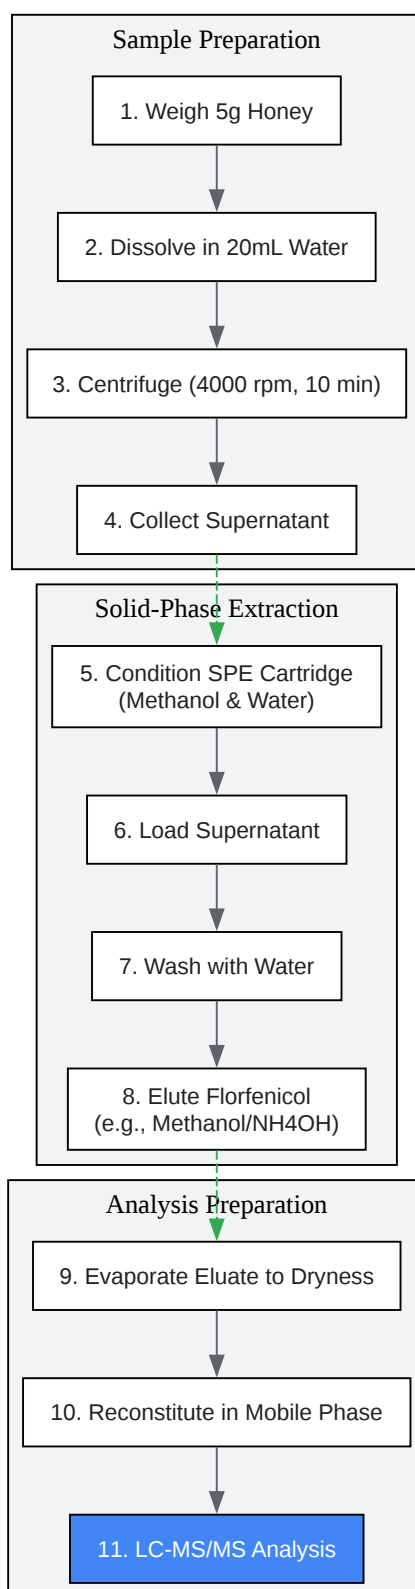 Sample Preparation
1. Weigh 5g Honey
2. Dissolve in 20mL Water
3. Centrifuge (4000 rpm, 10 min)
4. Collect Supernatant
Solid-Phase Extraction
5. Condition SPE Cartridge
(Methanol & Water)
6. Load Supernatant
7. Wash with Water
8. Elute Florfenicol
(e.g., Methanol/NH4OH)
Analysis Preparation
9. Evaporate Eluate to Dryness
10. Reconstitute in Mobile Phase
11. LC-MS/MS Analysis